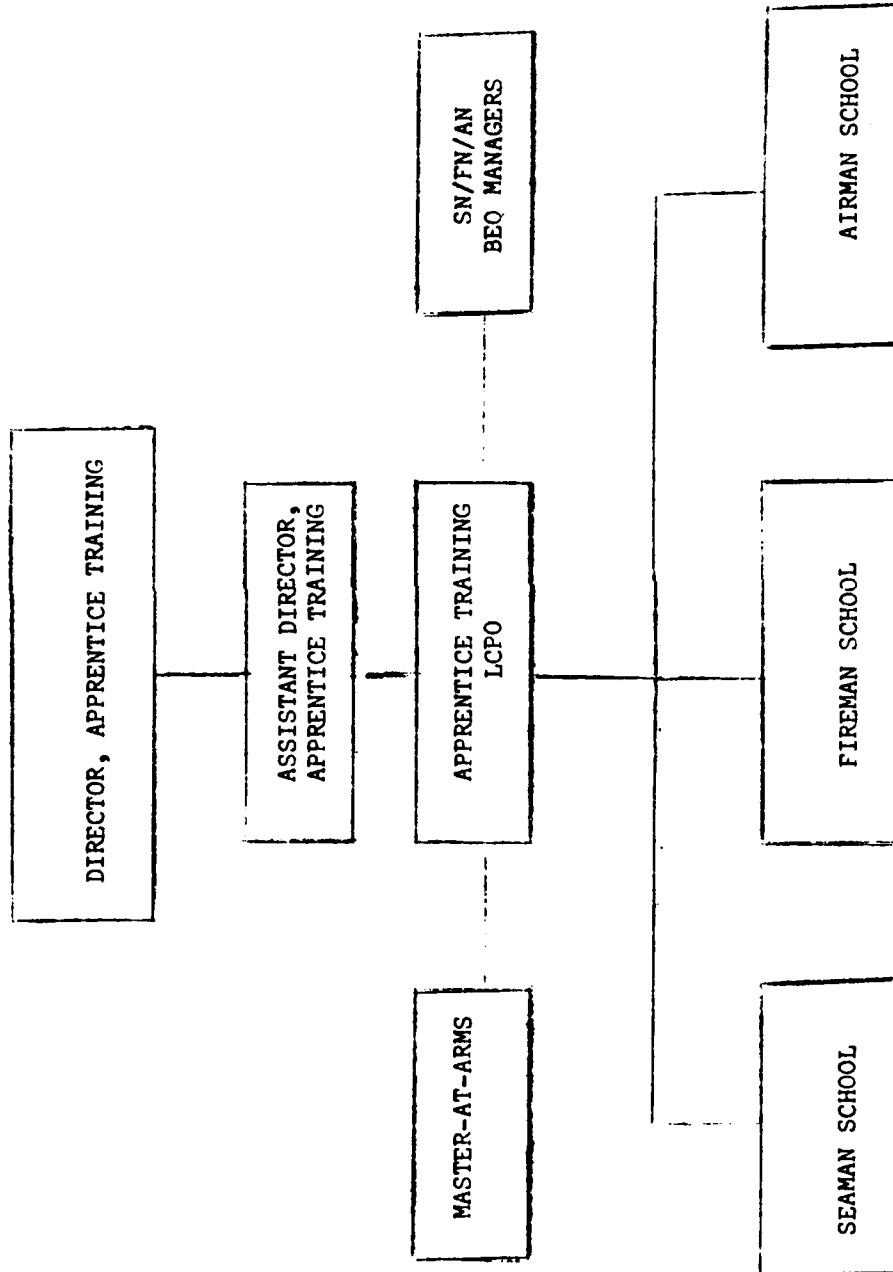 DIRECTOR, APPRENTICE TRAINING
ASSISTANT DIRECTOR,
APPRENTICE TRAINING
MASTER-AT-ARMS
APPRENTICE TRAINING
LCPO
SN/FN/AN
BEQ MANAGERS
SEAMAN SCHOOL
FIREMAN SCHOOL
AIRMAN SCHOOL